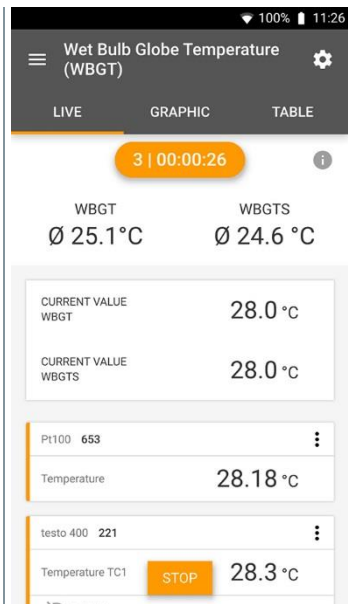 100% 11:26
Wet Bulb Globe Temperature
(WBGT)
LIVE GRAPHIC TABLE
3 | 00:00:26
WBGT WBGTS
Ø 25.1°C Ø 24.6 °C
CURRENT VALUE
WBGT 28.0 °C
CURRENT VALUE
WBGTS 28.0 °C
Pt100 653
Temperature 28.18 °C
testo 400 221
Temperature TC1 28.3 °C
STOP